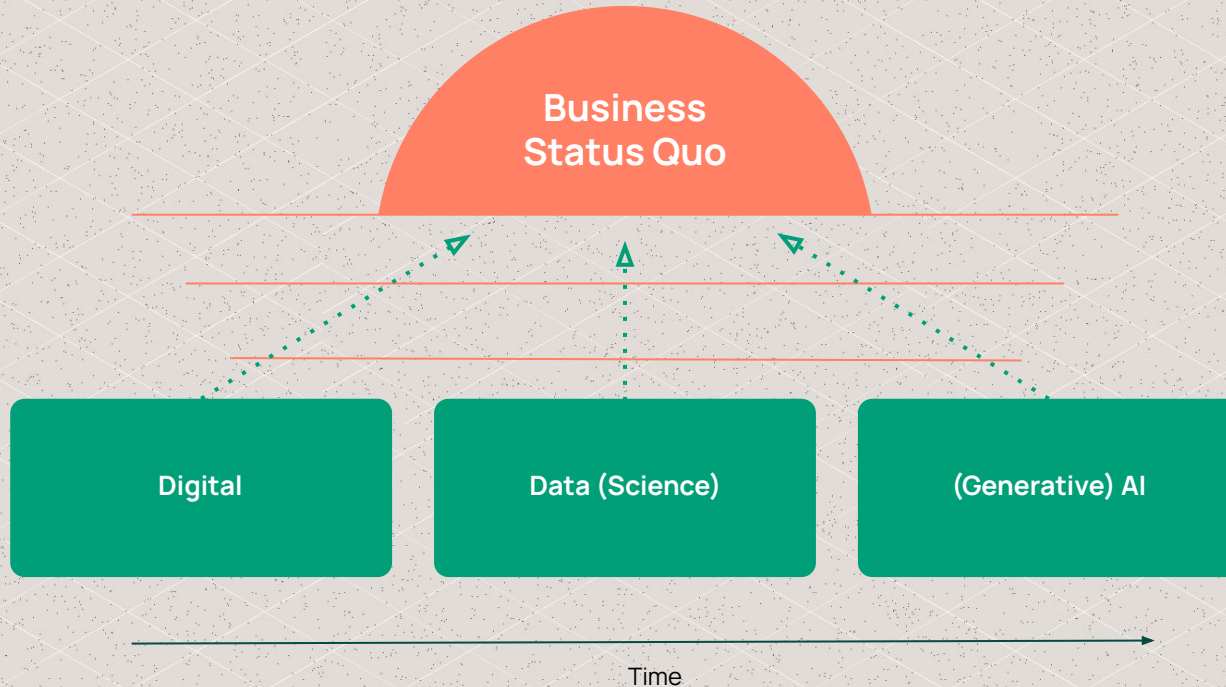 Business
Status Quo
Digital
Data (Science)
(Generative) AI
Time